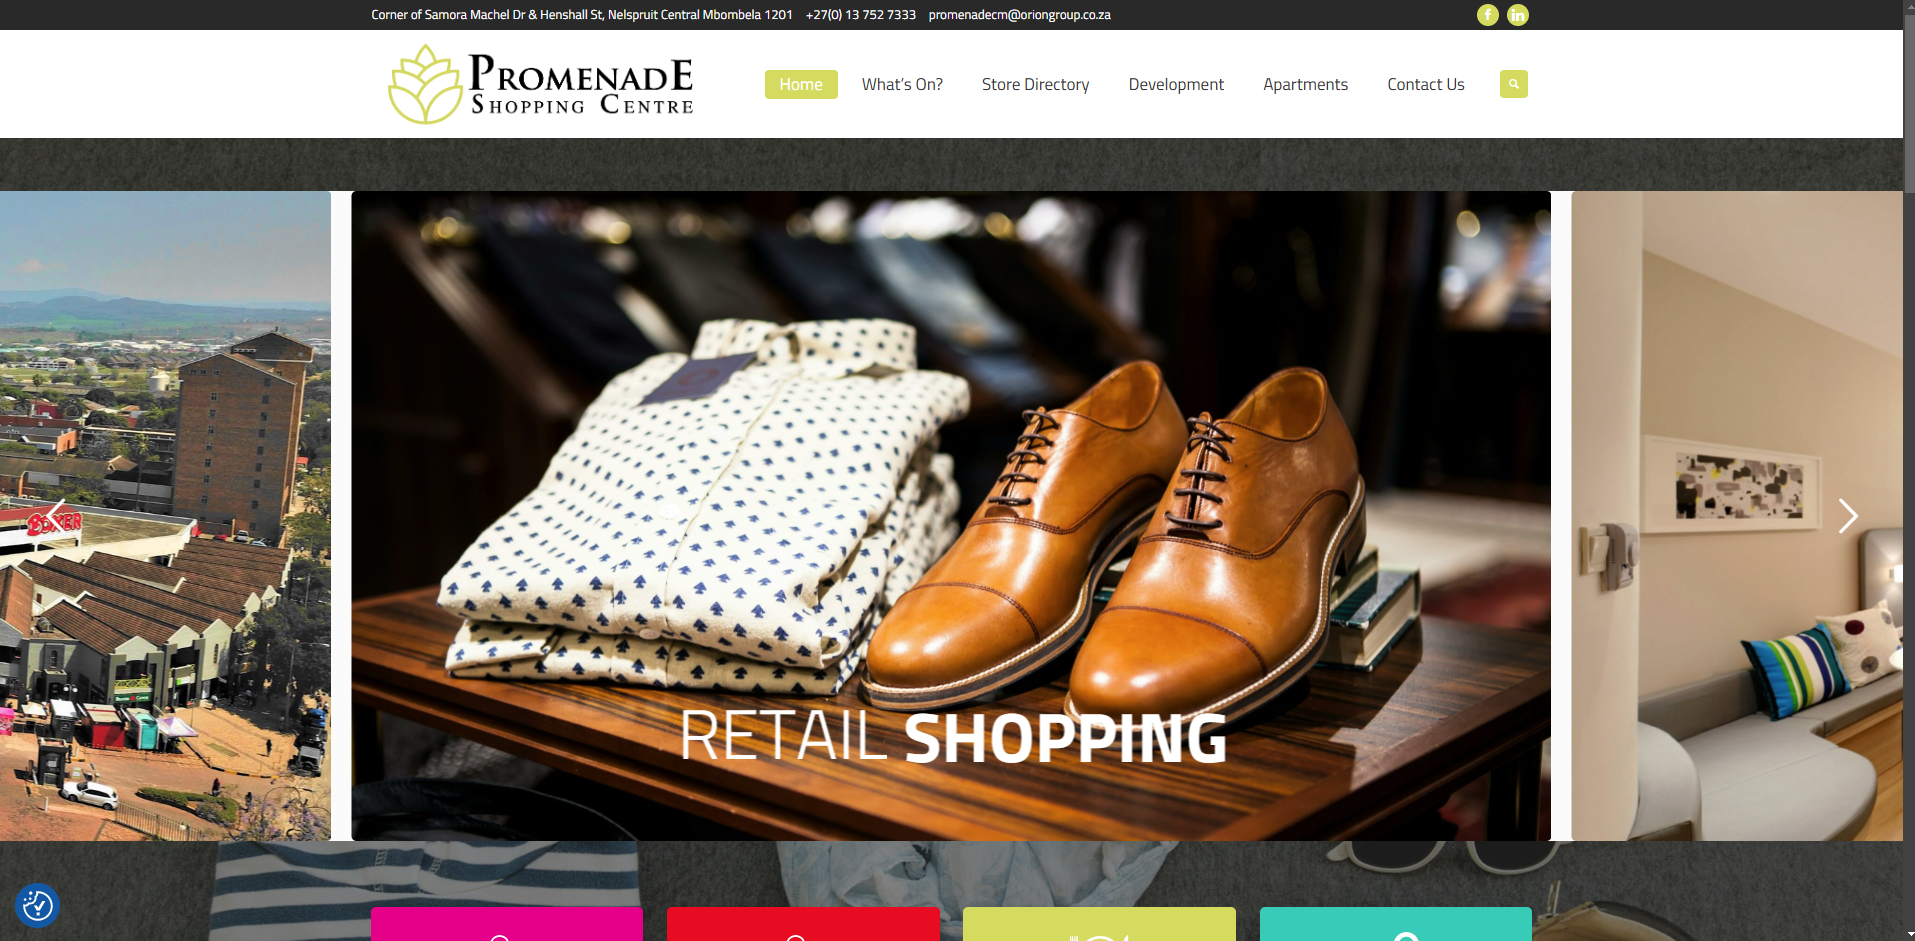 Corner of Samora Machel Dr & Henshall St, Nelspruit Central Mbombela 1201 +27(0) 13 752 7333 promenadecm@oriongroup.co.za
PROMENADE
SHOPPING CENTRE
Home What's On? Store Directory Development Apartments Contact Us
BOXER
RETAIL SHOPPING